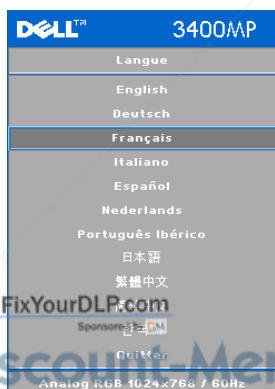 DELL™ 3400MP
Langue
English
Deutsch
Français
Italiano
Español
Nederlands
Português Ibérico
日本語
繁體中文
FixYourDLP.com
Quitter
Analog RGB 1024x768 / 60Hz